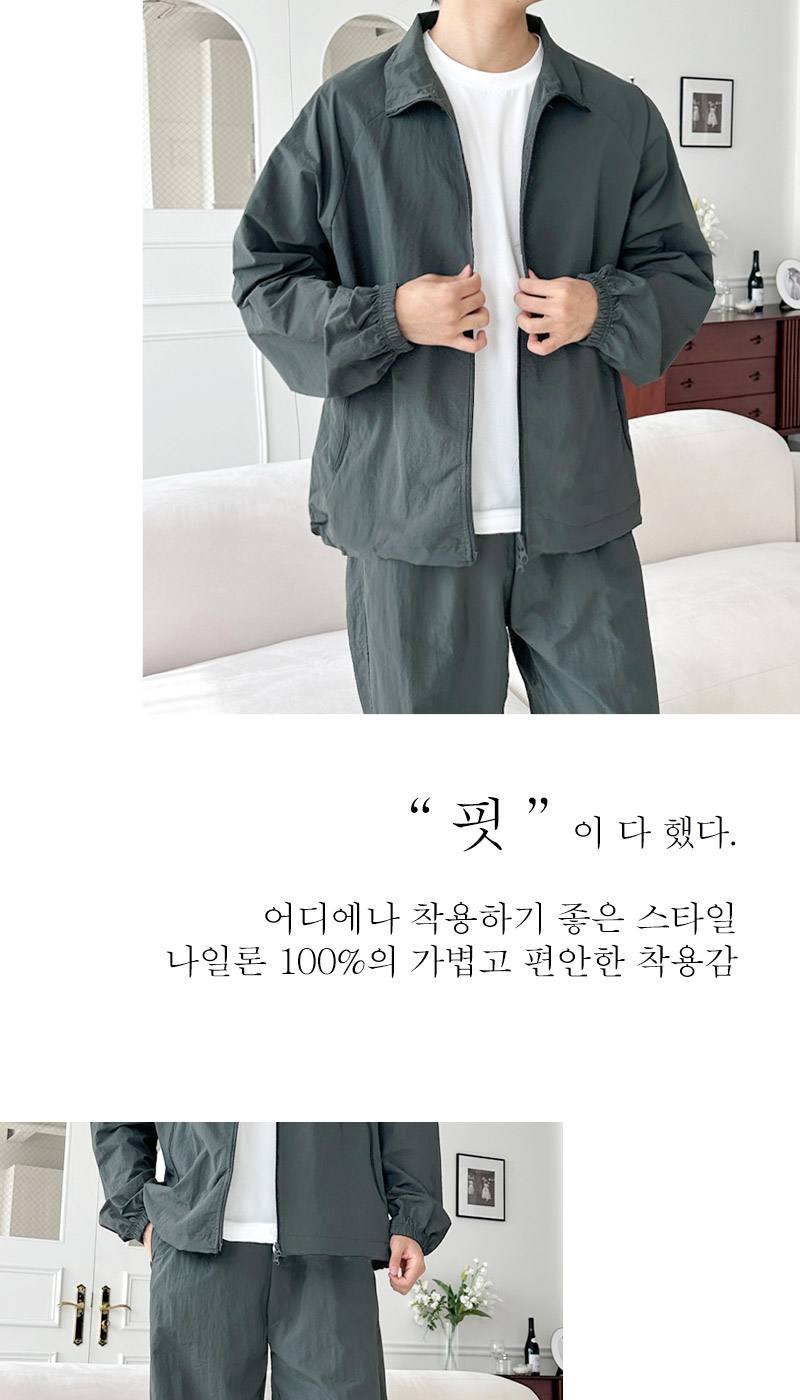 “ 핏 ” 이 다 했다.
어디에나 착용하기 좋은 스타일
나일론 100%의 가볍고 편안한 착용감